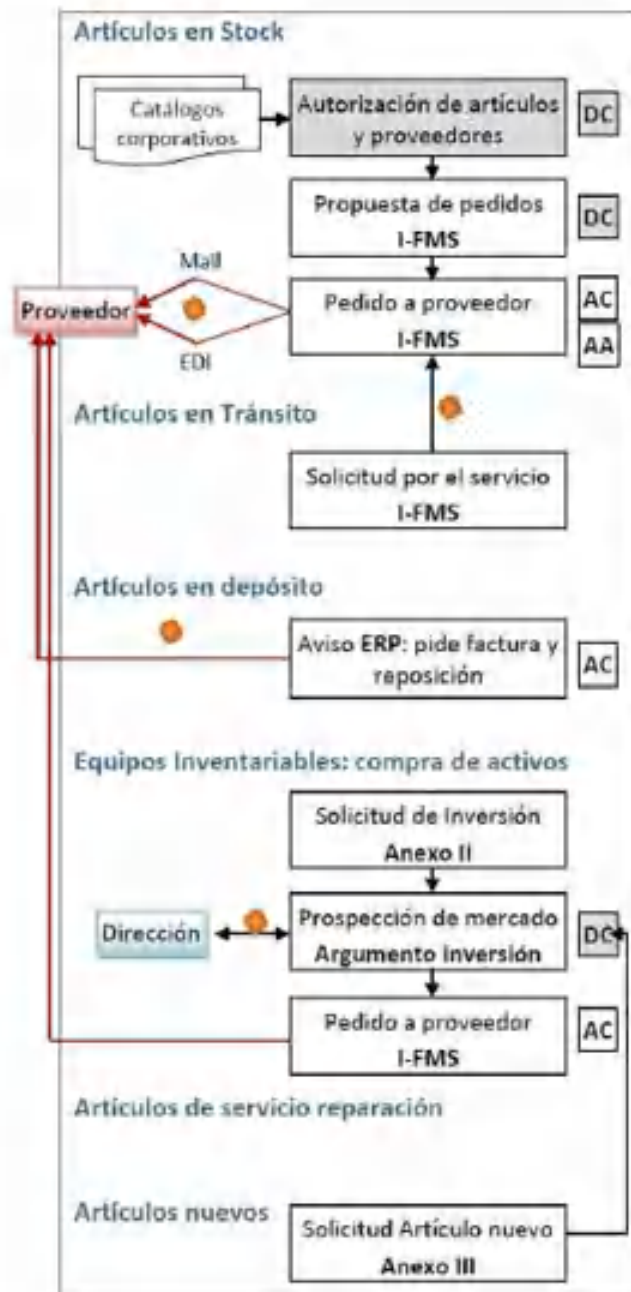 Artículos en Stock
Catálogos
corporativos
Autorización de artículos
y proveedores
DC
Propuesta de pedidos
I-FMS
DC
Mail
Proveedor
EDI
Pedido a proveedor
I-FMS
AC
AA
Artículos en Tránsito
Solicitud por el servicio
I-FMS
Artículos en depósito
Aviso ERP: pide factura y
reposición
AC
Equipos Inventariables: compra de activos
Solicitud de Inversión
Anexo II
Dirección
Prospección de mercado
Argumento Inversión
DC
Pedido a proveedor
I-FMS
AC
Artículos de servicio reparación
Artículos nuevos
Solicitud Artículo nuevo
Anexo III